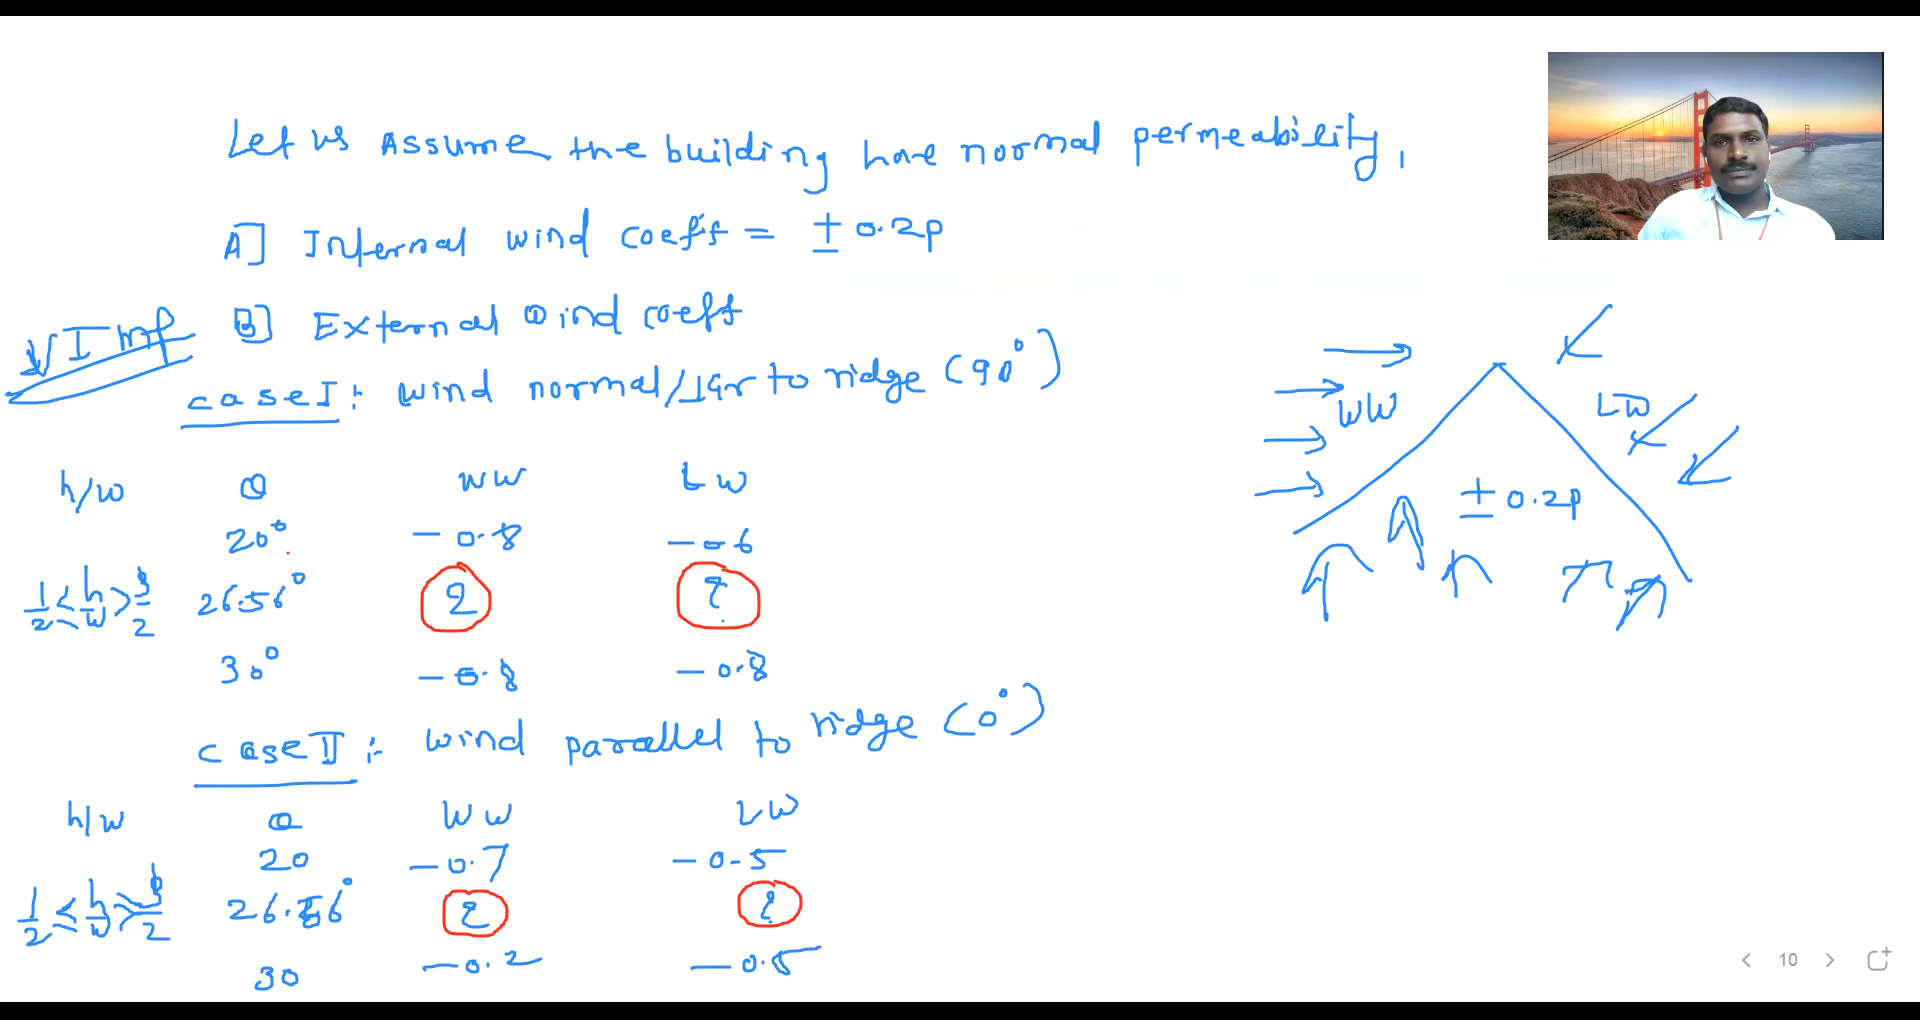 Let us Assume the building have normal permeability,
A] Internal wind coeff = ± 0.2p
√ Imp
B] External wind coeff
case I :- wind normal/⊥ar to ridge (90°)
h/w θ WW LW
20° - 0.8 - 0.6
1/2 < h/w > 3/2 26.56° ? ?
30° - 0.8 - 0.8
case II :- wind parallel to ridge (0°)
h/w θ WW LW
20 - 0.7 - 0.5
1/2 ≤ h/w > 3/2 26.56° ? ?
30 - 0.2 - 0.5
WW
LW
± 0.2p
10